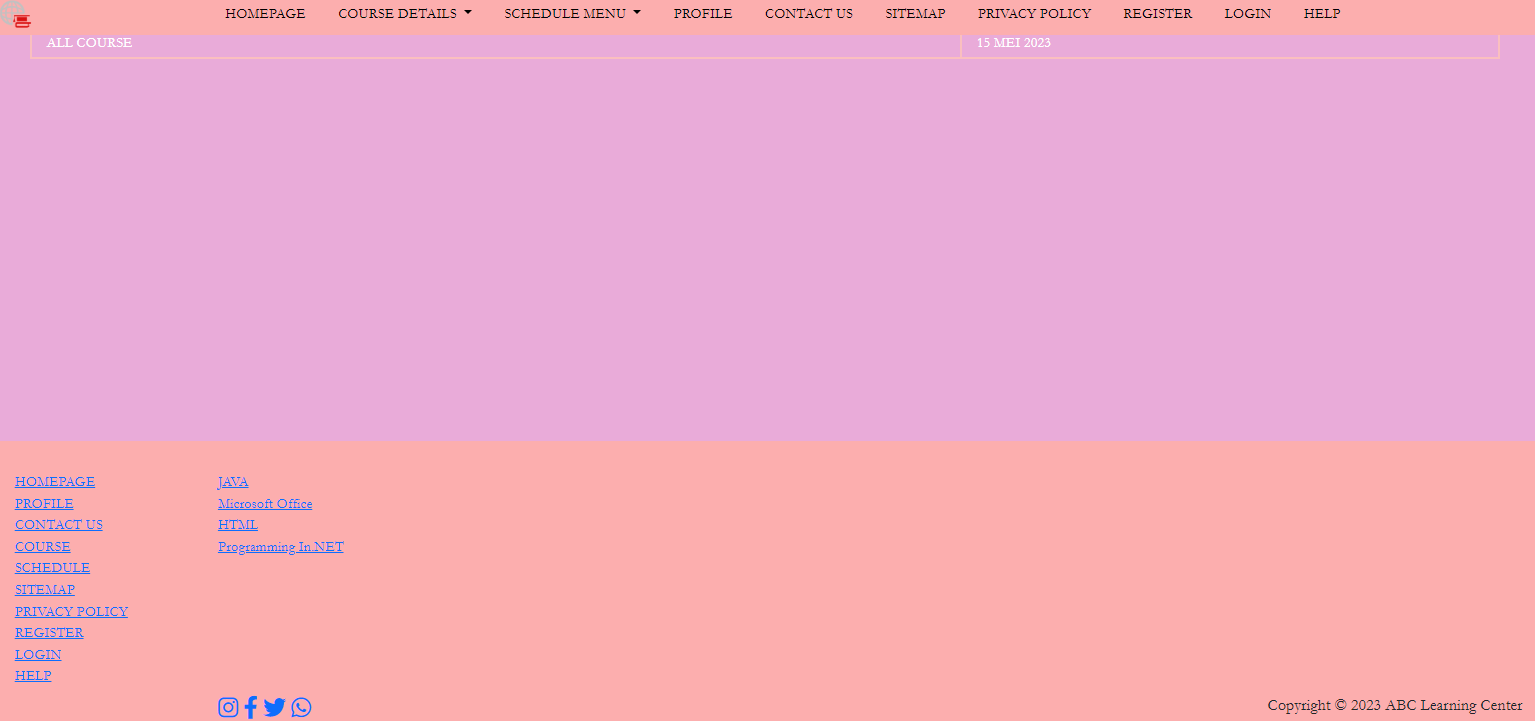 HOMEPAGE COURSE DETAILS SCHEDULE MENU PROFILE CONTACT US SITEMAP PRIVACY POLICY REGISTER LOGIN HELP
ALL COURSE 15 MEI 2023
HOMEPAGE JAVA
PROFILE Microsoft Office
CONTACT US HTML
COURSE Programming In.NET
SCHEDULE
SITEMAP
PRIVACY POLICY
REGISTER
LOGIN
HELP
Copyright © 2023 ABC Learning Center